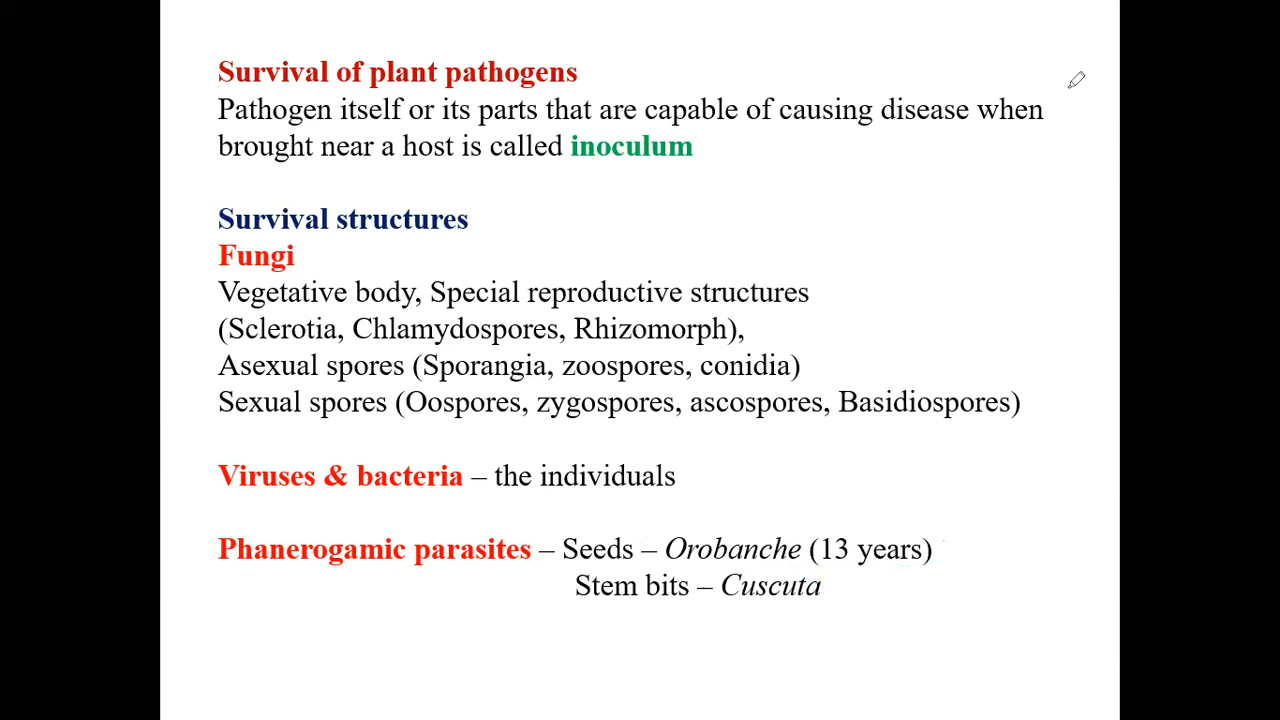 Survival of plant pathogens
Pathogen itself or its parts that are capable of causing disease when
brought near a host is called inoculum
Survival structures
Fungi
Vegetative body, Special reproductive structures
(Sclerotia, Chlamydospores, Rhizomorph),
Asexual spores (Sporangia, zoospores, conidia)
Sexual spores (Oospores, zygospores, ascospores, Basidiospores)
Viruses & bacteria – the individuals
Phanerogamic parasites – Seeds – Orobanche (13 years)
Stem bits – Cuscuta